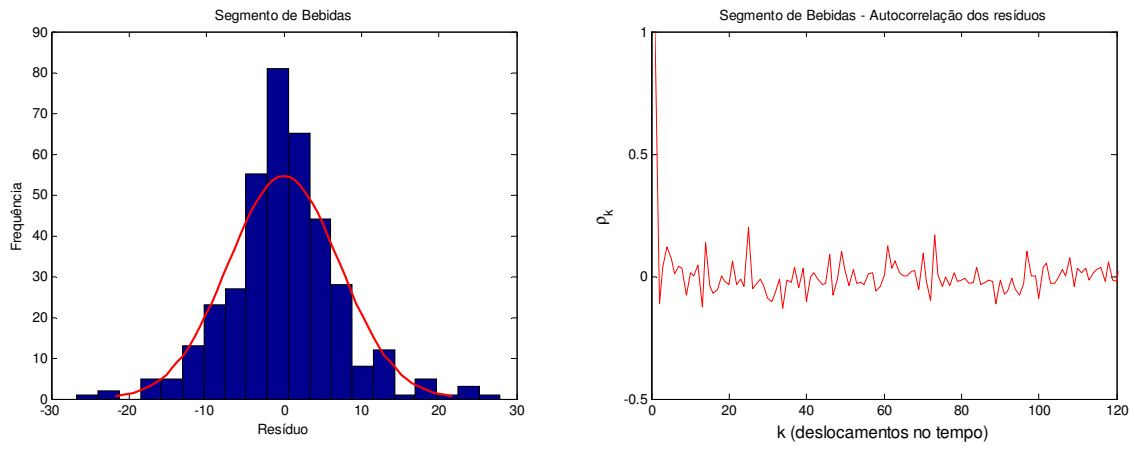 Segmento de Bebidas
90
80
70
60
50
40
30
20
10
0
Frequência
-30 -20 -10 0 10 20 30
Resíduo
Segmento de Bebidas - Autocorrelação dos resíduos
1
0.5
0
-0.5
ρk
0 20 40 60 80 100 120
k (deslocamentos no tempo)